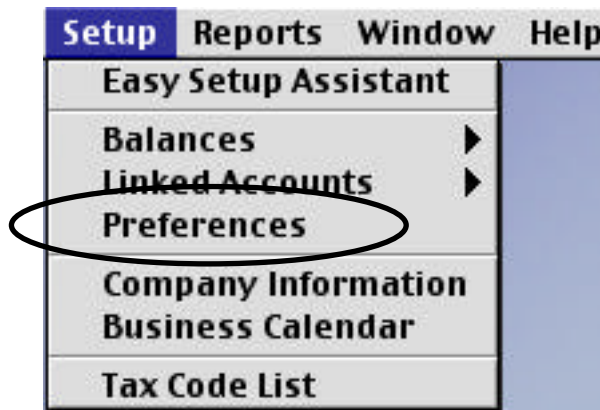 Setup Reports Window Help
Easy Setup Assistant
Balances
Linked Accounts
Preferences
Company Information
Business Calendar
Tax Code List